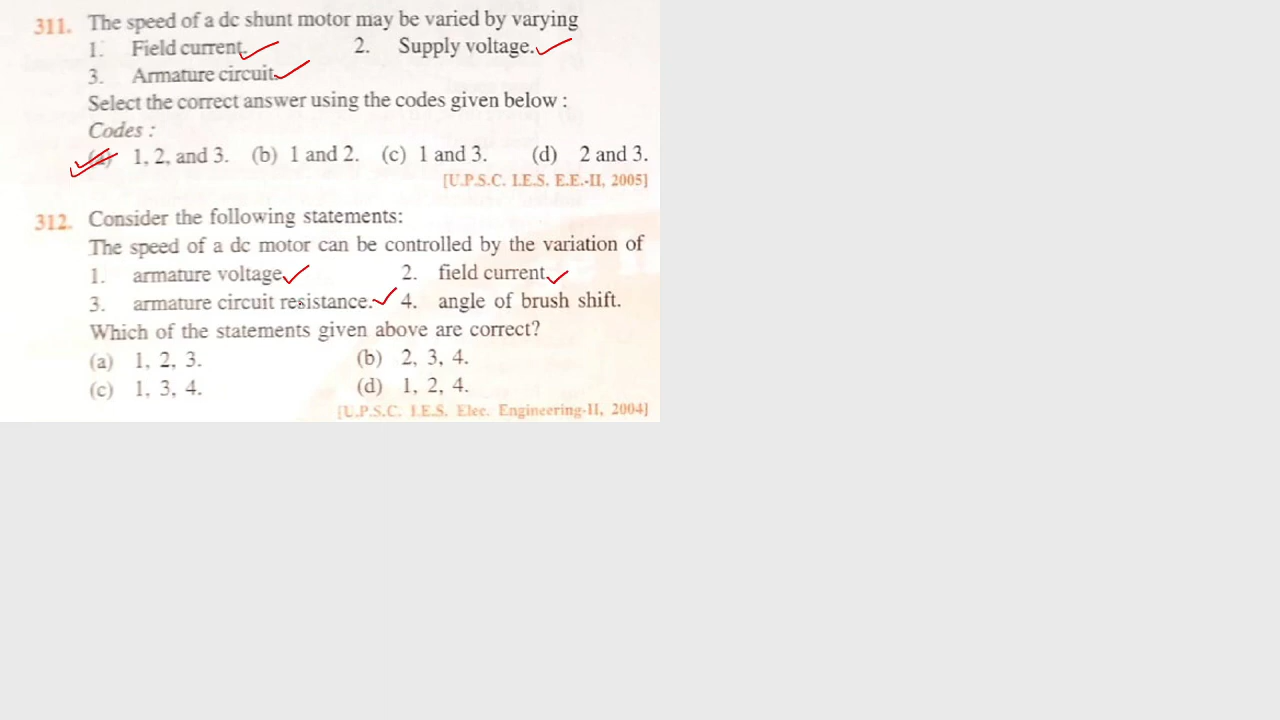 311. The speed of a dc shunt motor may be varied by varying
1. Field current. 2. Supply voltage.
3. Armature circuit.
Select the correct answer using the codes given below :
Codes :
(a) 1, 2, and 3. (b) 1 and 2. (c) 1 and 3. (d) 2 and 3.
[U.P.S.C. I.E.S. E.E.-II, 2005]
312. Consider the following statements:
The speed of a dc motor can be controlled by the variation of
1. armature voltage. 2. field current.
3. armature circuit resistance. 4. angle of brush shift.
Which of the statements given above are correct?
(a) 1, 2, 3. (b) 2, 3, 4.
(c) 1, 3, 4. (d) 1, 2, 4.
[U.P.S.C. I.E.S. Elec. Engineering-II, 2004]